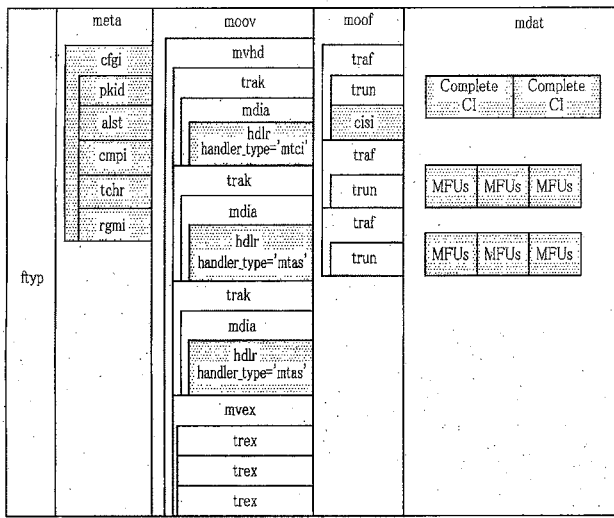 ftyp
meta
cfgi
pkid
alst
cmpi
tchr
rgmi
moov
mvhd
trak
mdia
hdlr
handler_type='mtci'
trak
mdia
hdlr
handler_type='mtas'
trak
mdia
hdlr
handler_type='mtas'
mvex
trex
trex
trex
moof
traf
trun
cisi
traf
trun
traf
trun
mdat
Complete Complete
CI CI
MFUs MFUs MFUs
MFUs MFUs MFUs